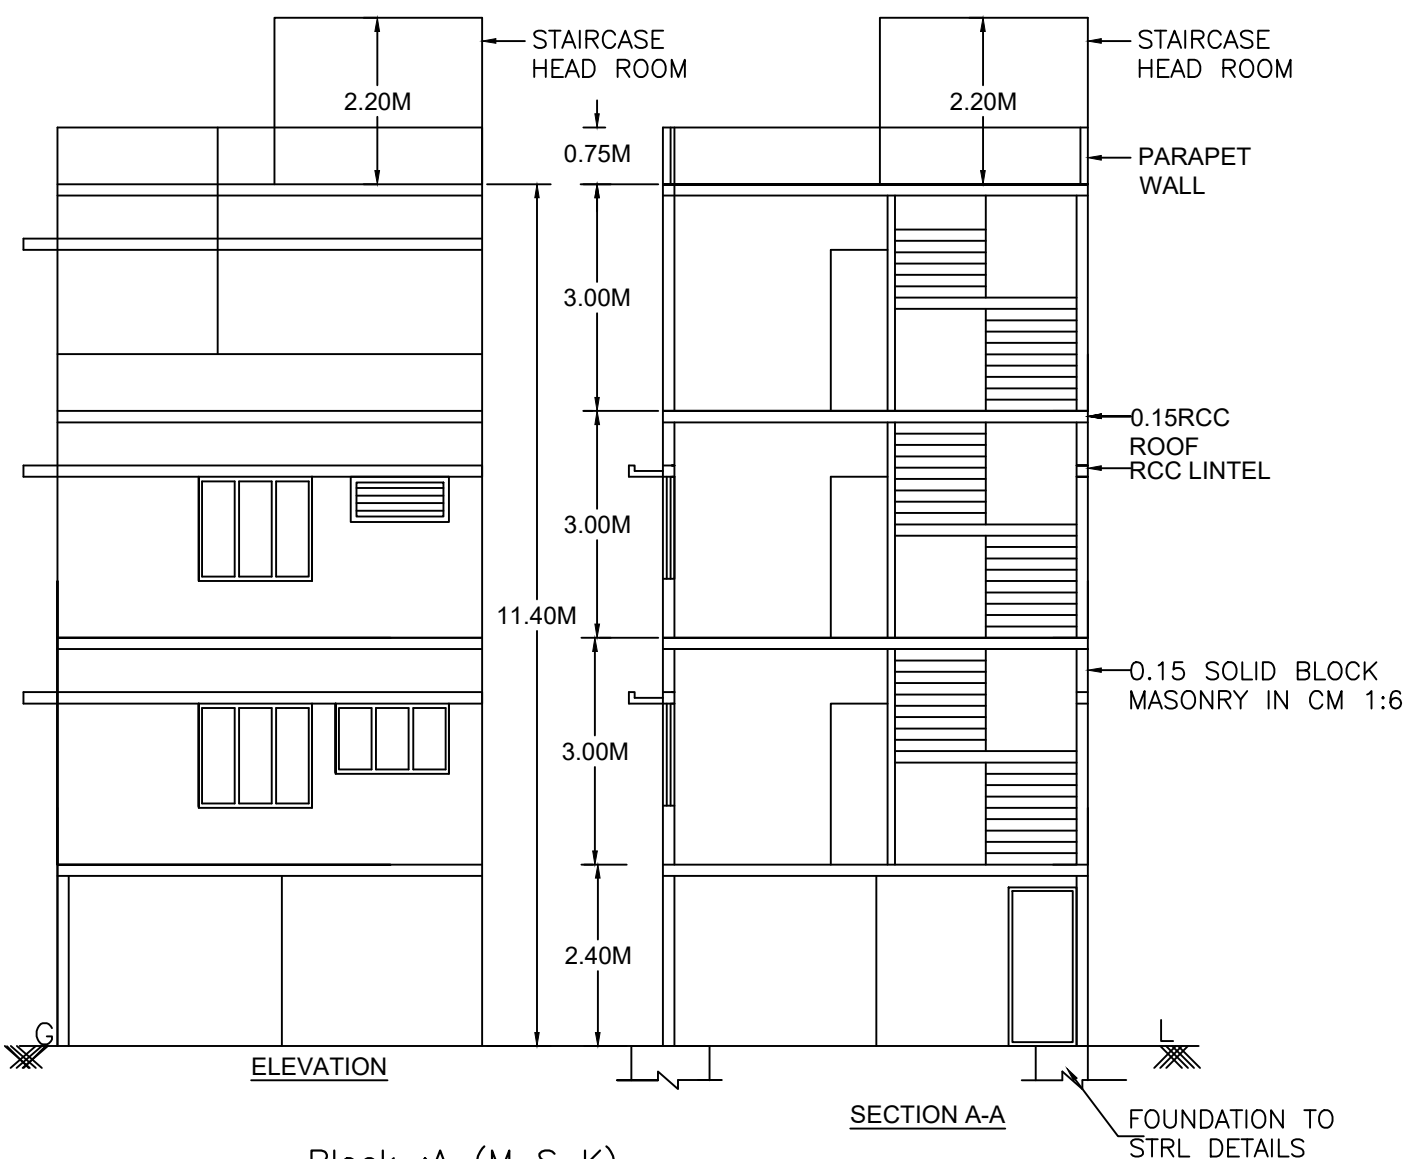 STAIRCASE
HEAD ROOM
2.20M
0.75M
3.00M
3.00M
11.40M
3.00M
2.40M
G
ELEVATION
STAIRCASE
HEAD ROOM
2.20M
PARAPET
WALL
0.15RCC
ROOF
RCC LINTEL
0.15 SOLID BLOCK
MASONRY IN CM 1:6
L
SECTION A-A
FOUNDATION TO
STRL DETAILS
Block :A (M S K)